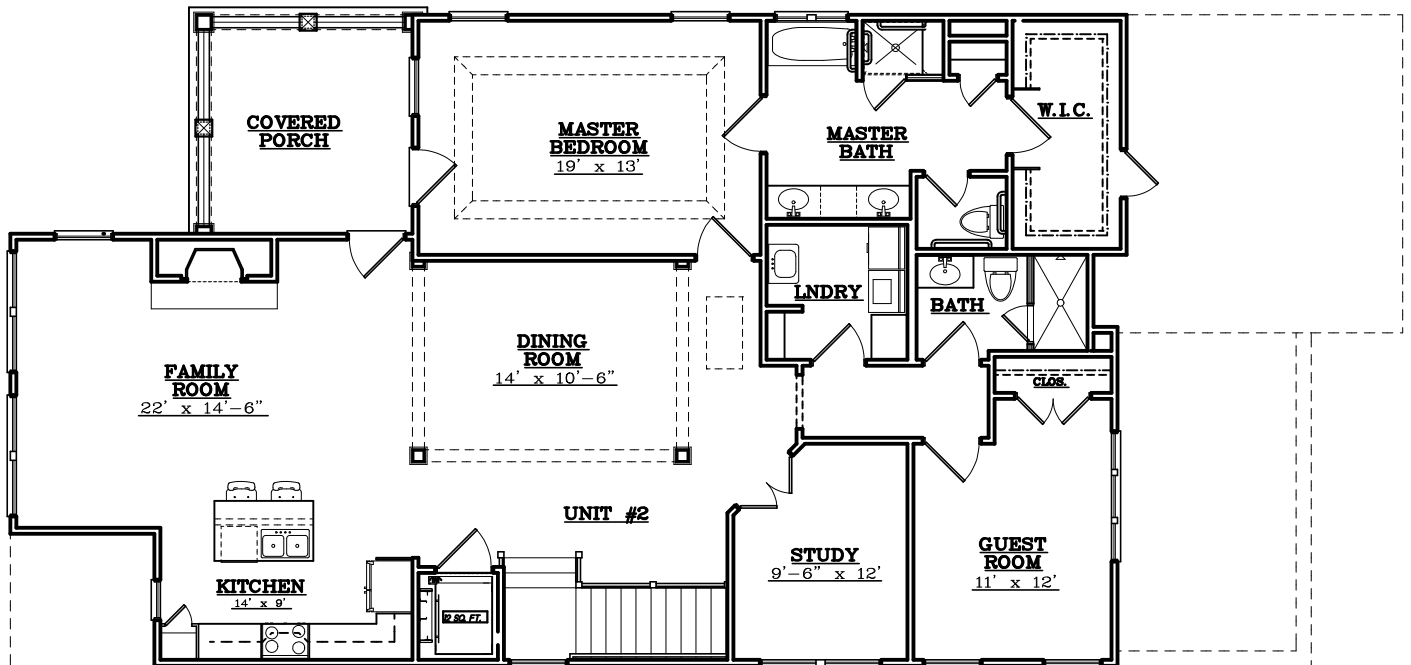 COVERED
PORCH
MASTER
BEDROOM
19' x 13'
MASTER
BATH
W.I.C.
LNDRY
BATH
DINING
ROOM
14' x 10'-6"
FAMILY
ROOM
22' x 14'-6"
CLOS.
UNIT #2
KITCHEN
14' x 9'
STUDY
9'-6" x 12'
GUEST
ROOM
11' x 12'